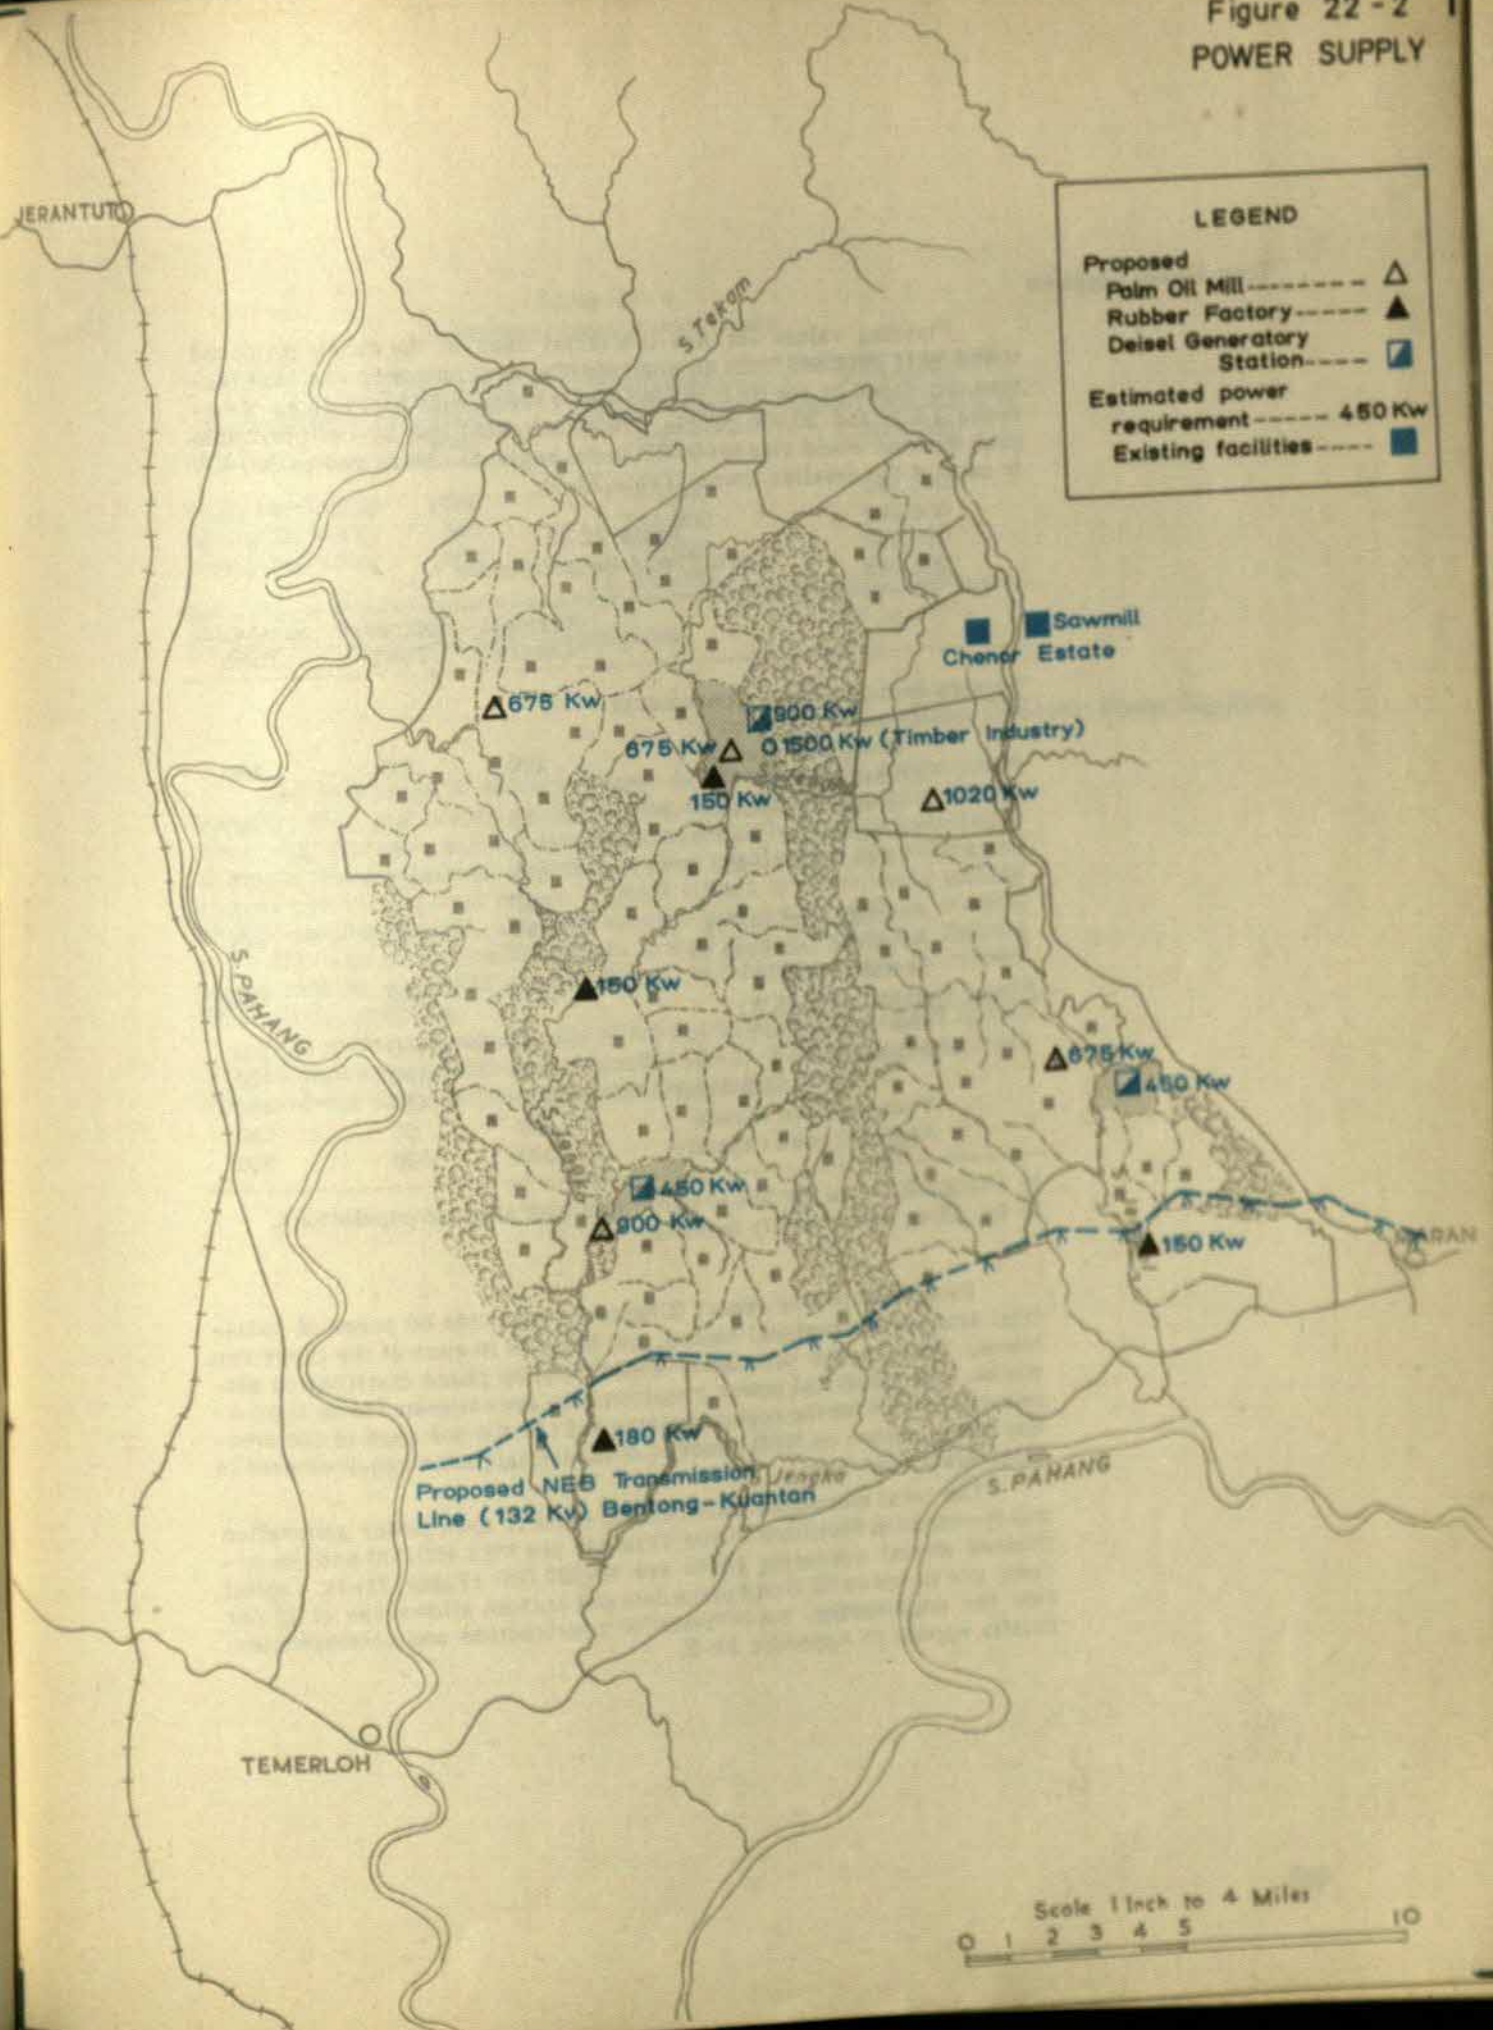 Figure 22-2
POWER SUPPLY
JERANTUT
S Tekam
LEGEND
Proposed
Palm Oil Mill--------
Rubber Factory-----
Deisel Generatory
Station----
Estimated power
requirement----- 450 Kw
Existing facilities----
Sawmill
Chenor Estate
675 Kw
900 Kw
675 Kw
1500 Kw (Timber Industry)
150 Kw
1020 Kw
S. PAHANG
150 Kw
675 Kw
450 Kw
S. Jengka
450 Kw
900 Kw
150 Kw
180 Kw
Proposed NEB Transmission
Line (132 Kv) Bentong-Kuantan
S Jengka
S. PAHANG
TEMERLOH
Scale 1 Inch to 4 Miles
0 1 2 3 4 5 10